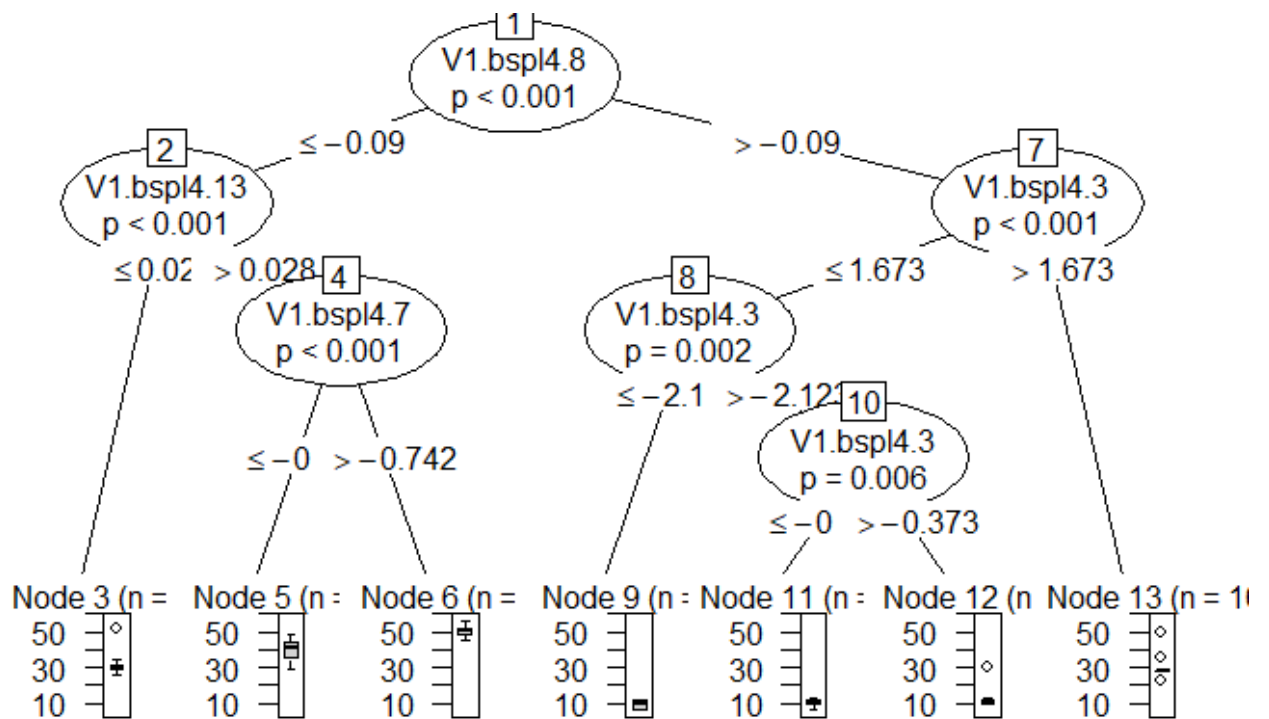 1
V1.bspl4.8
p < 0.001
≤ −0.09
> −0.09
2
V1.bspl4.13
p < 0.001
7
V1.bspl4.3
p < 0.001
≤ 0.02
> 0.028
≤ 1.673
> 1.673
4
V1.bspl4.7
p < 0.001
8
V1.bspl4.3
p = 0.002
≤ −2.1
> −2.123
10
V1.bspl4.3
p = 0.006
≤ −0
> −0.742
≤ −0
> −0.373
Node 3 (n =
Node 5 (n =
Node 6 (n =
Node 9 (n =
Node 11 (n =
Node 12 (n
Node 13 (n = 10
50
30
10
50
30
10
50
30
10
50
30
10
50
30
10
50
30
10
50
30
10